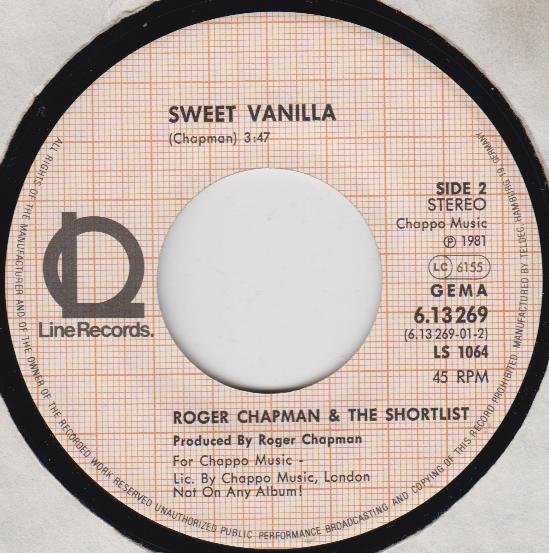 SWEET VANILLA
(Chapman) 3:47
SIDE 2
STEREO
Chappo Music
℗ 1981
LC 6155
GEMA
6.13269
(6.13 269-01-2)
LS 1064
45 RPM
Line Records.
ROGER CHAPMAN & THE SHORTLIST
Produced By Roger Chapman
For Chappo Music -
Lic. By Chappo Music, London
Not On Any Album!
ALL RIGHTS OF THE MANUFACTURER AND OF THE OWNER OF THE RECORDED WORK RESERVED UNAUTHORIZED PUBLIC PERFORMANCE BROADCASTING AND COPYING OF THIS RECORD PROHIBITED. MANUFACTURED BY TELDEC, HAMBURG 19, GERMANY